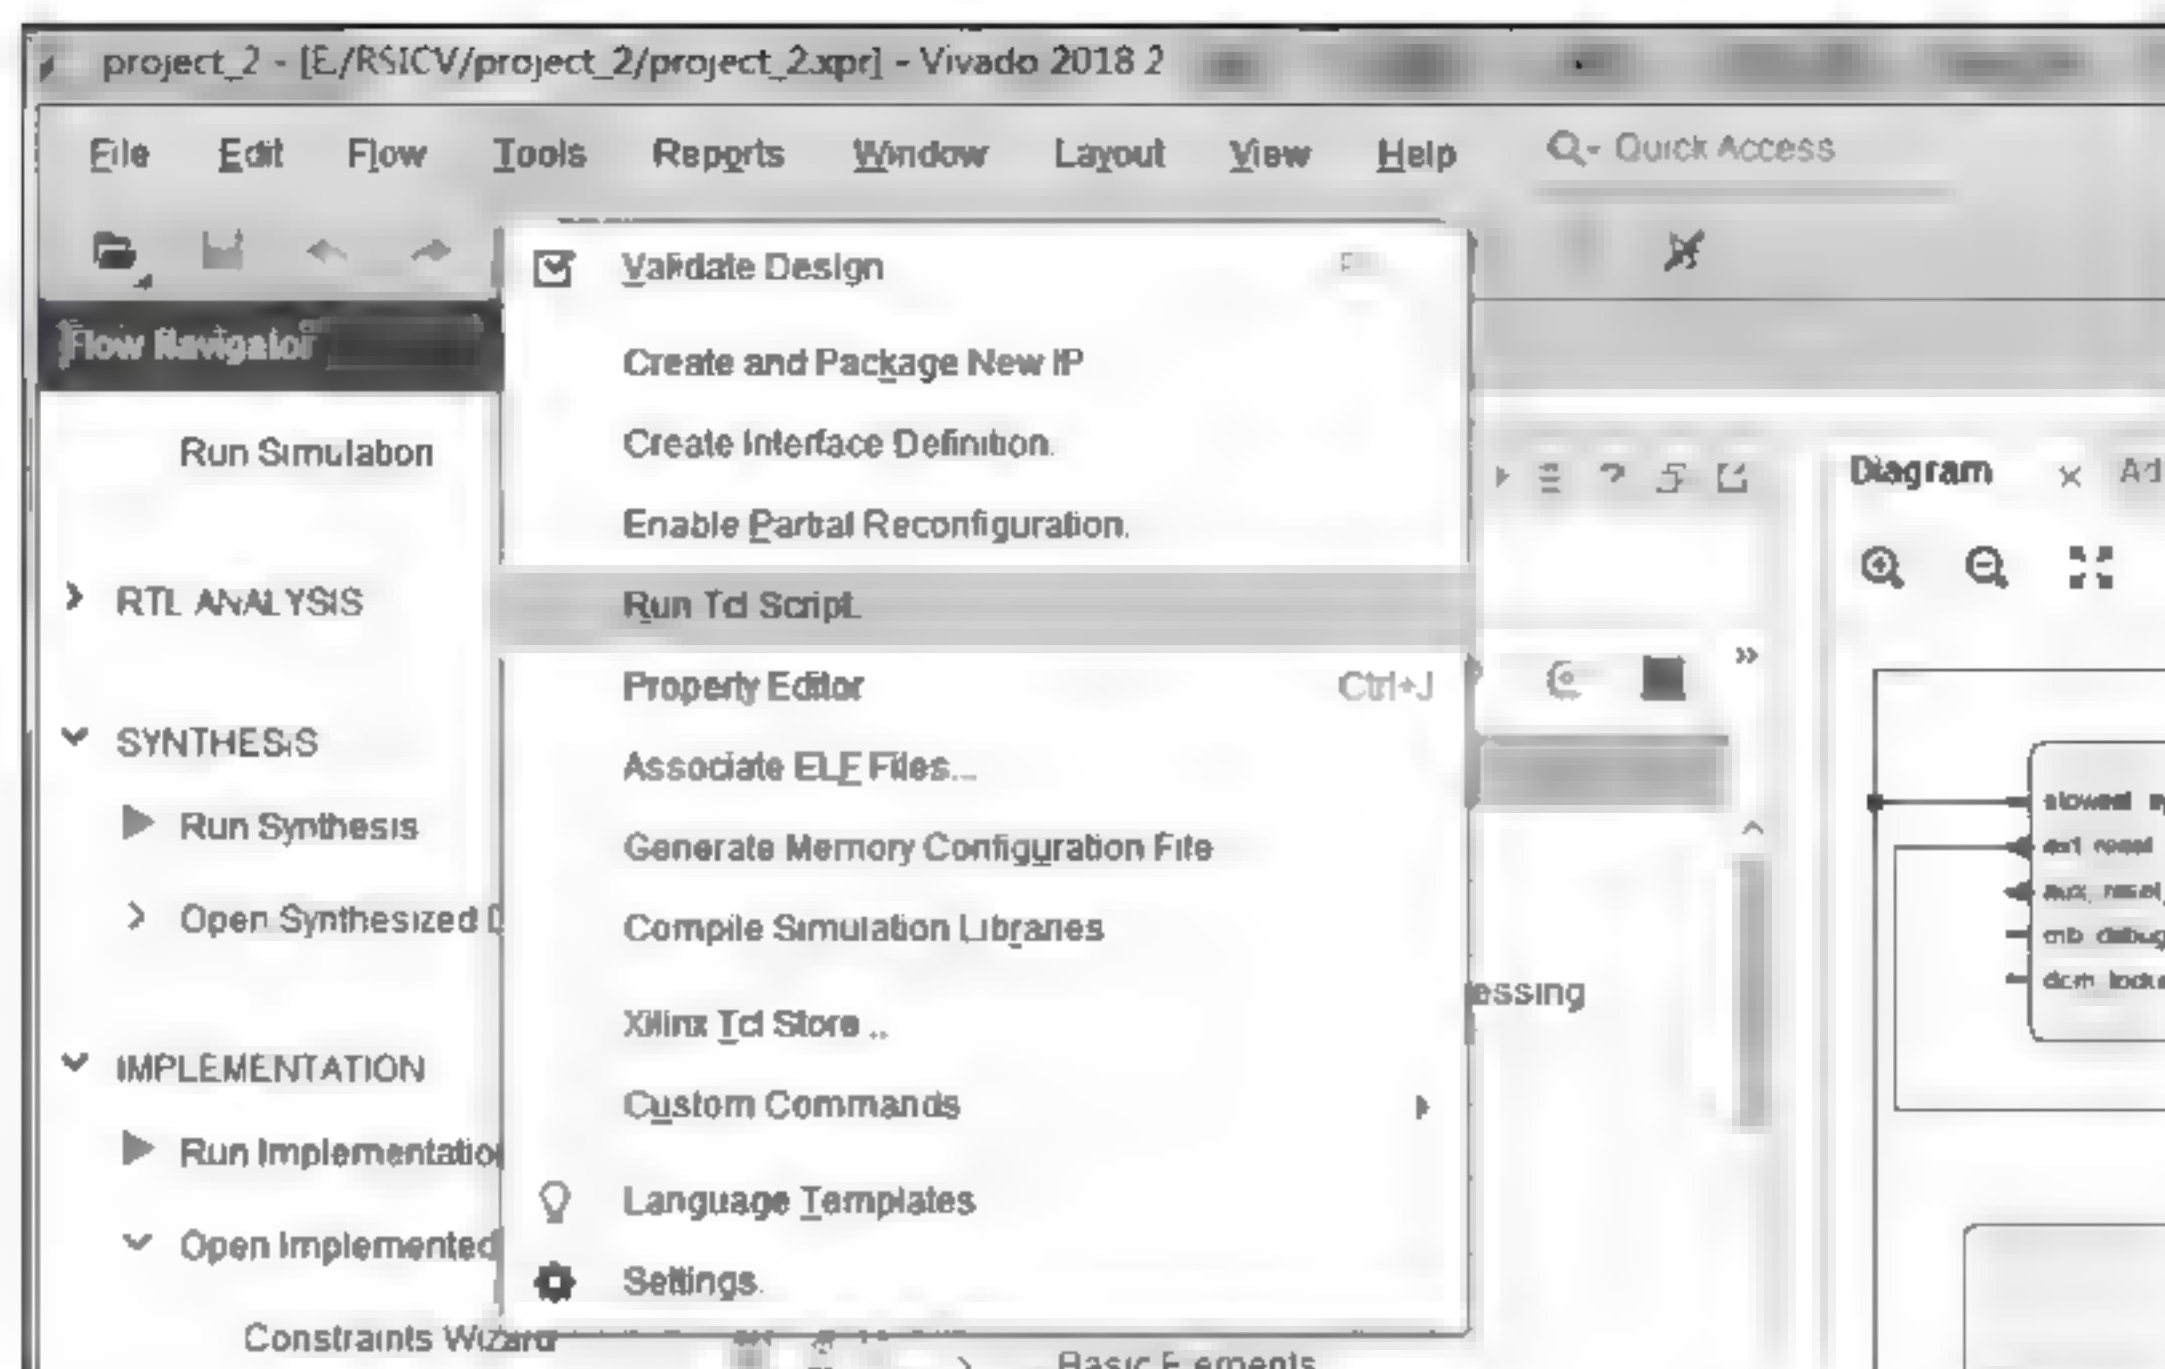 project_2 - [E:/RSICV/project_2/project_2.xpr] - Vivado 2018.2
File Edit Flow Tools Reports Window Layout View Help Quick Access
Validate Design
Flow Navigator
Create and Package New IP
Run Simulation
Create Interface Definition.
Diagram
Enable Partial Reconfiguration.
RTL ANALYSIS
Run Tcl Script.
Property Editor Ctrl+J
SYNTHESIS
Associate ELF Files...
Run Synthesis
Generate Memory Configuration File
Open Synthesized D
Compile Simulation Libraries
essing
Xilinx Tcl Store ..
IMPLEMENTATION
Custom Commands
Run Implementation
Language Templates
Open Implemented
Settings.
Constraints Wizard
Basic Elements